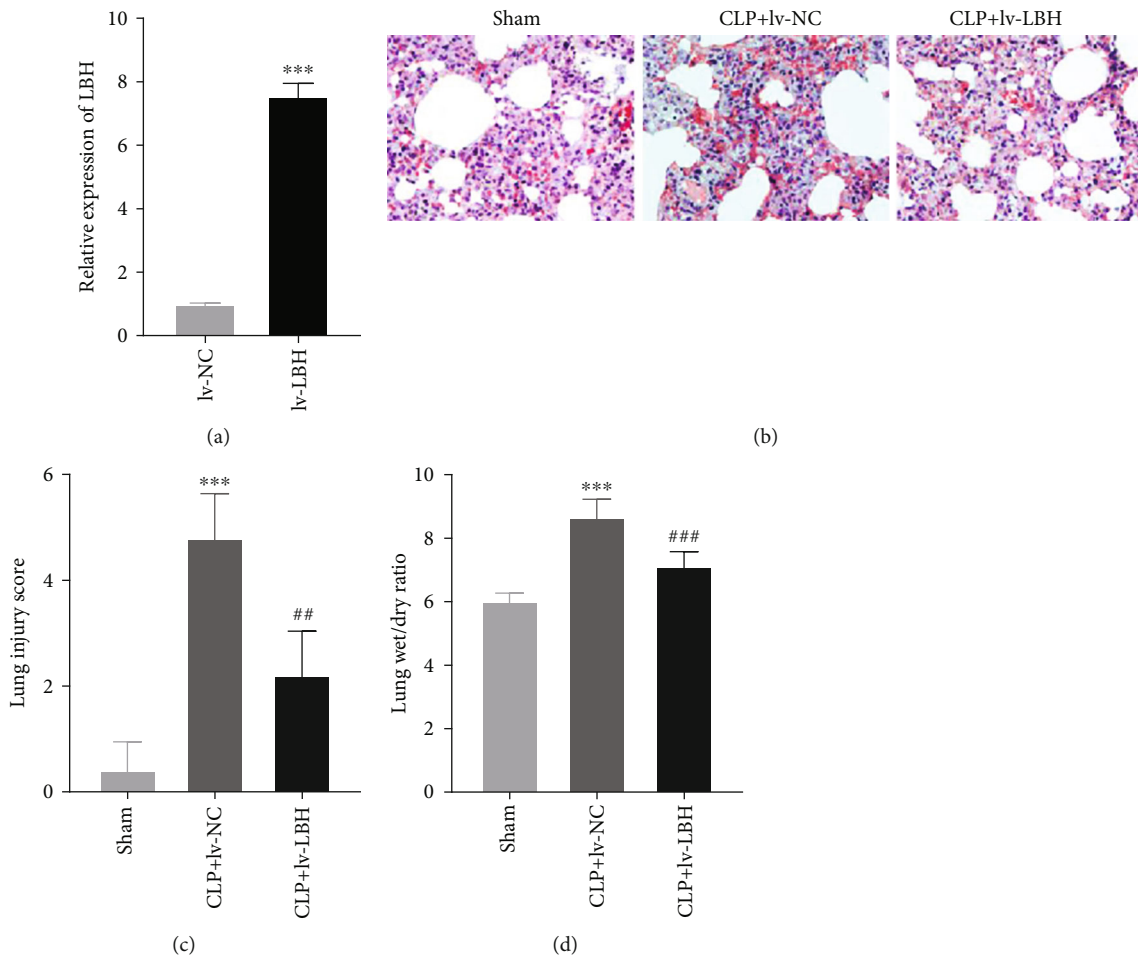 Relative expression of LBH
10
8
6
4
2
0
***
lv-NC
lv-LBH
(a)
Sham
CLP+lv-NC
CLP+lv-LBH
(b)
Lung injury score
6
4
2
0
***
##
Sham
CLP+lv-NC
CLP+lv-LBH
(c)
Lung wet/dry ratio
10
8
6
4
2
0
***
###
Sham
CLP+lv-NC
CLP+lv-LBH
(d)